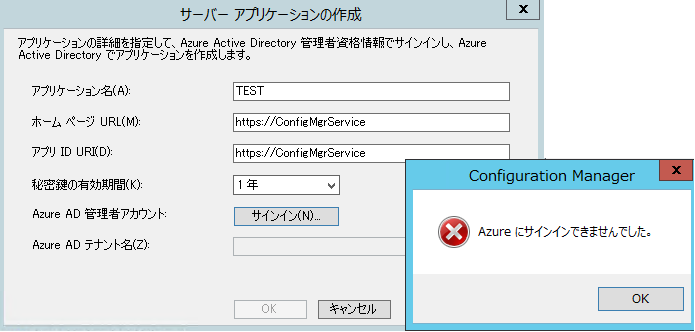 サーバー アプリケーションの作成
x
アプリケーションの詳細を指定して、Azure Active Directory 管理者資格情報でサインインし、Azure
Active Directory でアプリケーションを作成します。
アプリケーション名(A):
TEST
ホーム ページ URL(M):
https://ConfigMgrService
アプリ ID URI(D):
https://ConfigMgrService
秘密鍵の有効期間(K):
1 年
Azure AD 管理者アカウント:
サインイン(N)...
Azure AD テナント名(Z):
OK
キャンセル
Configuration Manager
x
Azure にサインインできませんでした。
OK